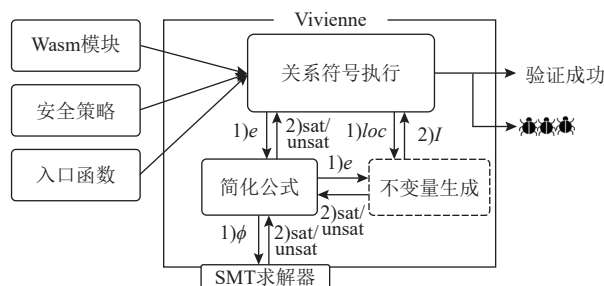 Vivienne
Wasm模块
安全策略
入口函数
关系符号执行
验证成功
1)e
2)sat/
unsat
1)loc
2)I
简化公式
1)e
2)sat/
unsat
不变量生成
1)ϕ
2)sat/
unsat
SMT求解器